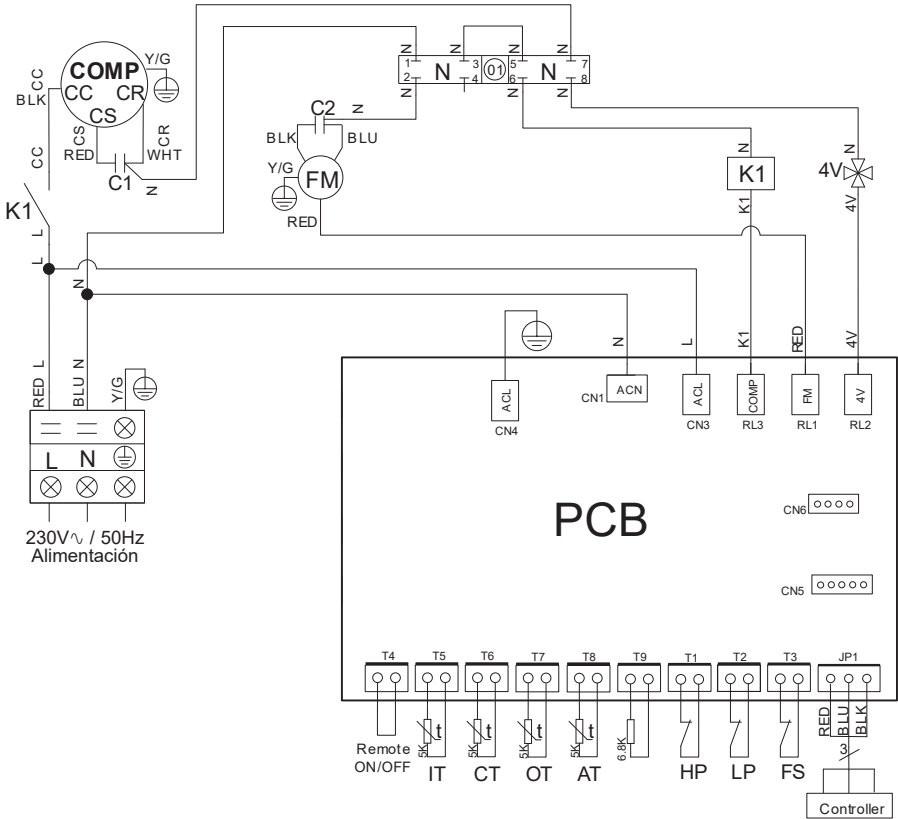 COMP
CC
CR
CS
Y/G
CC
BLK
CS
RED
CR
WHT
C1
N
CC
K1
L
L
N
N
N
N
N
1
3
5
7
N
01
N
2
4
6
8
N
N
N
C2
N
BLK
BLU
Y/G
FM
RED
N
K1
K1
N
4V
4V
RED L
BLU N
Y/G
L
N
230V∿ / 50Hz
Alimentación
N
L
K1
RED
4V
ACL
CN4
CN1
ACN
ACL
CN3
COMP
RL3
FM
RL1
4V
RL2
PCB
CN6
CN5
T4
T5
T6
T7
T8
T9
T1
T2
T3
JP1
Remote
ON/OFF
5K
t
IT
5K
t
CT
5K
t
OT
5K
t
AT
6.8K
HP
LP
FS
RED
BLU
BLK
3
Controller